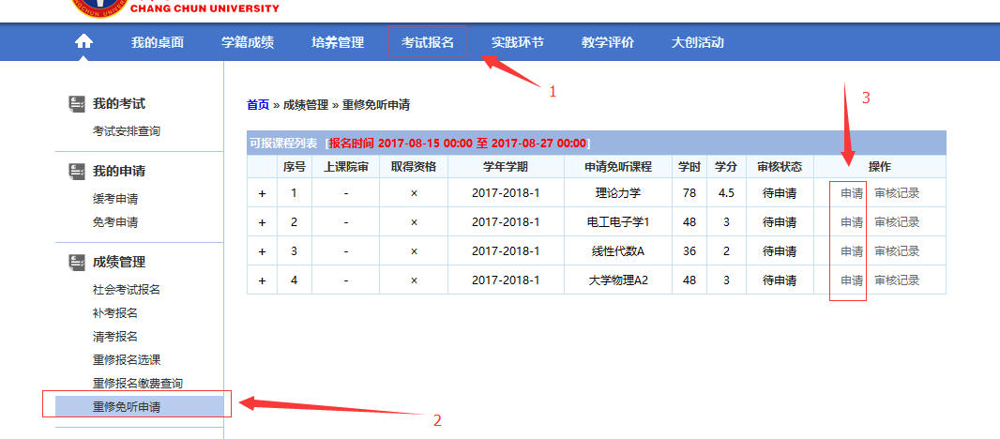 CHANG CHUN UNIVERSITY
我的桌面 学籍成绩 培养管理 考试报名 实践环节 教学评价 大创活动
1
3
我的考试
考试安排查询
我的申请
缓考申请
免考申请
成绩管理
社会考试报名
补考报名
清考报名
重修报名选课
重修报名缴费查询
重修免听申请
2
首页 » 成绩管理 » 重修免听申请
可报课程列表 [报名时间 2017-08-15 00:00 至 2017-08-27 00:00]
序号 上课院审 取得资格 学年学期 申请免听课程 学时 学分 审核状态 操作
+ 1 - × 2017-2018-1 理论力学 78 4.5 待申请 申请 审核记录
+ 2 - × 2017-2018-1 电工电子学1 48 3 待申请 申请 审核记录
+ 3 - × 2017-2018-1 线性代数A 36 2 待申请 申请 审核记录
+ 4 - × 2017-2018-1 大学物理A2 48 3 待申请 申请 审核记录